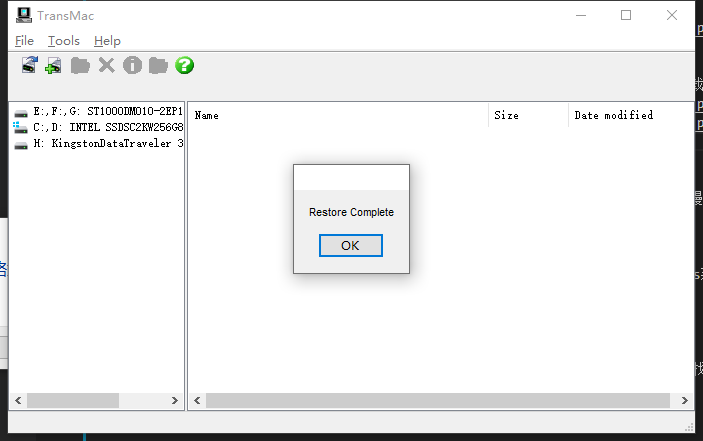 TransMac
File Tools Help
E:,F:,G: ST1000DM010-2EP1
C:,D: INTEL SSDSC2KW256G8
H: KingstonDataTraveler 3
Name Size Date modified
Restore Complete
OK